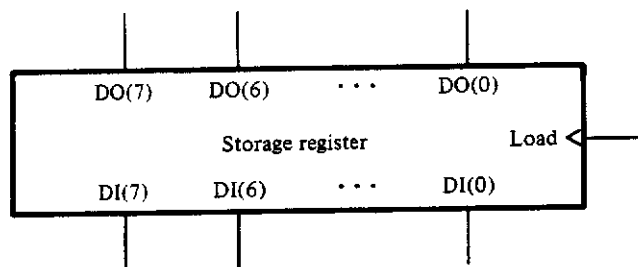 DO(7) DO(6) ··· DO(0)
Storage register Load
DI(7) DI(6) ··· DI(0)